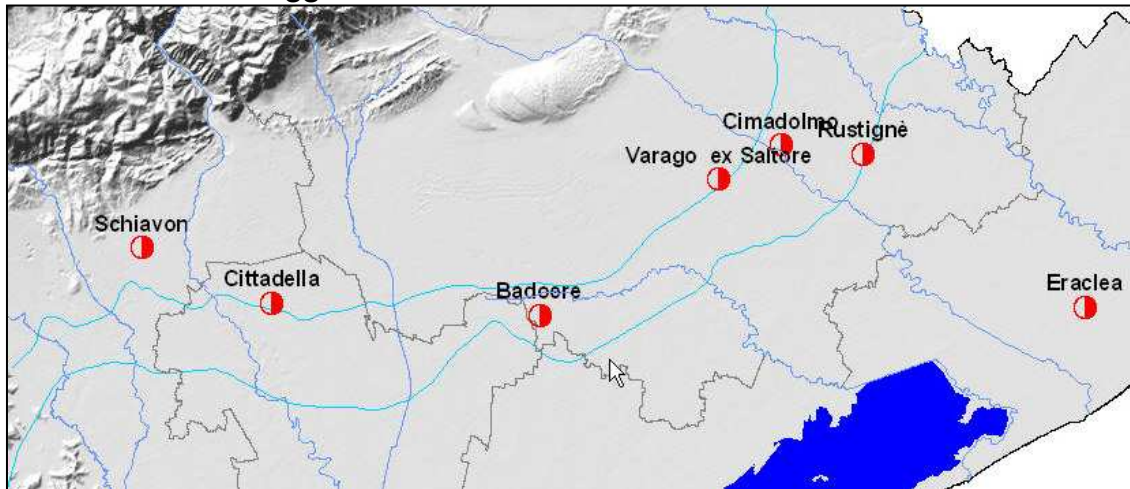 Cimadolmo
Rustignè
Varago ex Saltore
Schiavon
Cittadella
Badoere
Eraclea